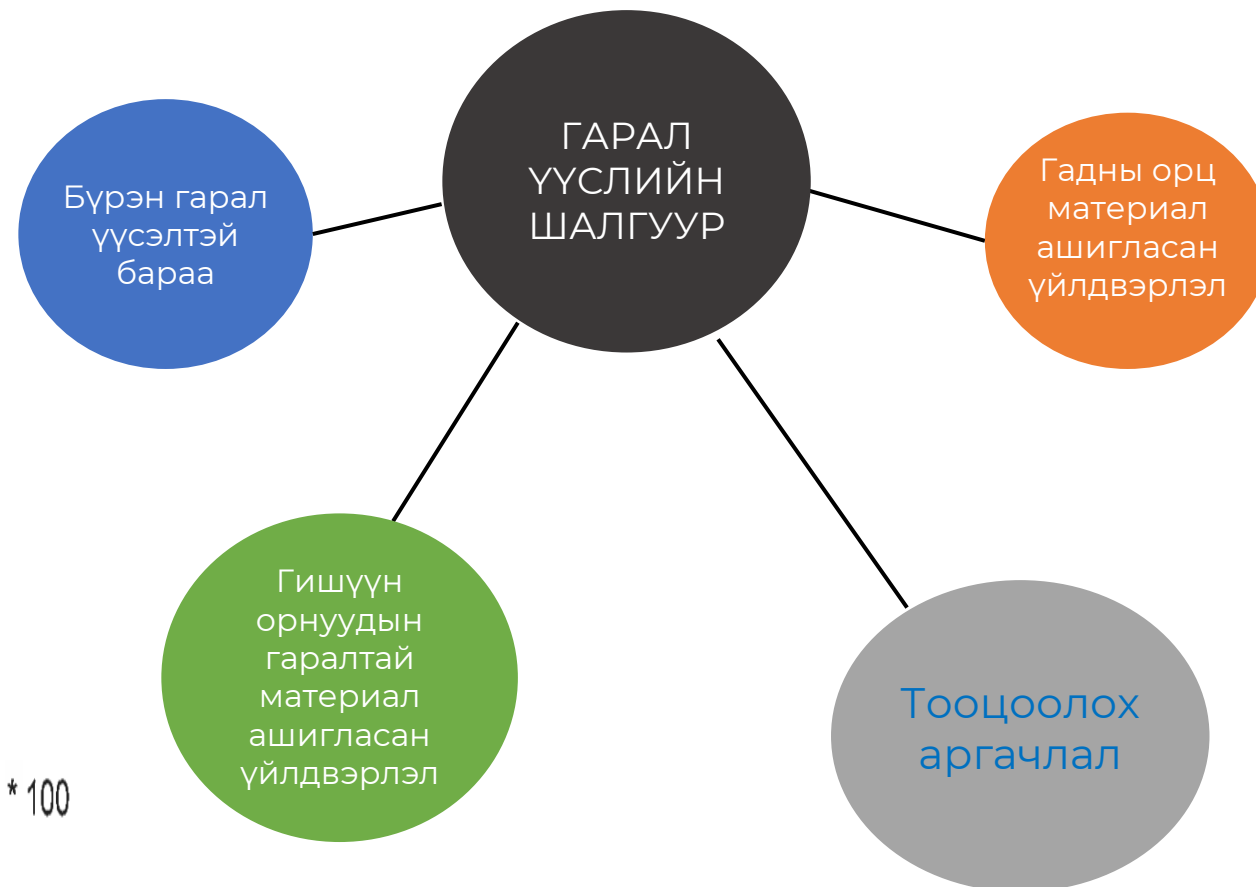 ГАРАЛ
ҮҮСЛИЙН
ШАЛГУУР
Бүрэн гарал
үүсэлтэй
бараа
Гадны орц
материал
ашигласан
үйлдвэрлэл
Гишүүн
орнуудын
гаралтай
материал
ашигласан
үйлдвэрлэл
Тооцоолох
аргачлал
* 100